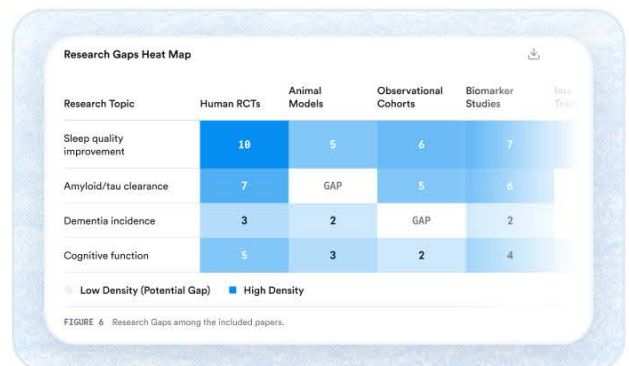 Research Gaps Heat Map
Research Topic Human RCTs Animal Models Observational Cohorts Biomarker Studies
Sleep quality improvement 10 5 6 7
Amyloid/tau clearance 7 GAP 5 6
Dementia incidence 3 2 GAP 2
Cognitive function 5 3 2 4
Low Density (Potential Gap) High Density
FIGURE 6 Research Gaps among the included papers.